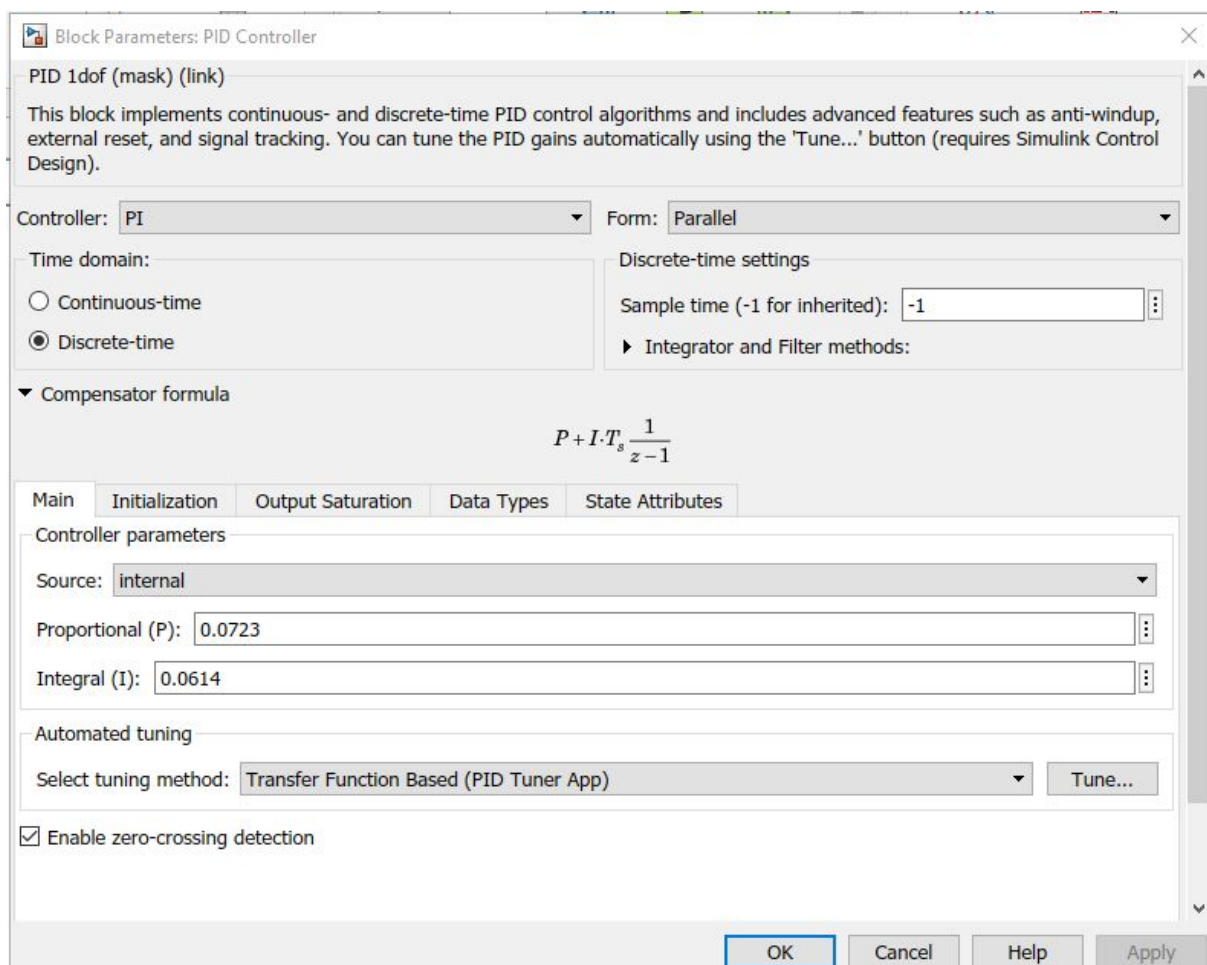 Block Parameters: PID Controller
PID 1dof (mask) (link)
This block implements continuous- and discrete-time PID control algorithms and includes advanced features such as anti-windup,
external reset, and signal tracking. You can tune the PID gains automatically using the 'Tune...' button (requires Simulink Control
Design).
Controller: PI Form: Parallel
Time domain:
Continuous-time
Discrete-time
Discrete-time settings
Sample time (-1 for inherited): -1
Integrator and Filter methods:
Compensator formula
P + I·T_s 1/(z − 1)
Main Initialization Output Saturation Data Types State Attributes
Controller parameters
Source: internal
Proportional (P): 0.0723
Integral (I): 0.0614
Automated tuning
Select tuning method: Transfer Function Based (PID Tuner App) Tune...
Enable zero-crossing detection
OK Cancel Help Apply